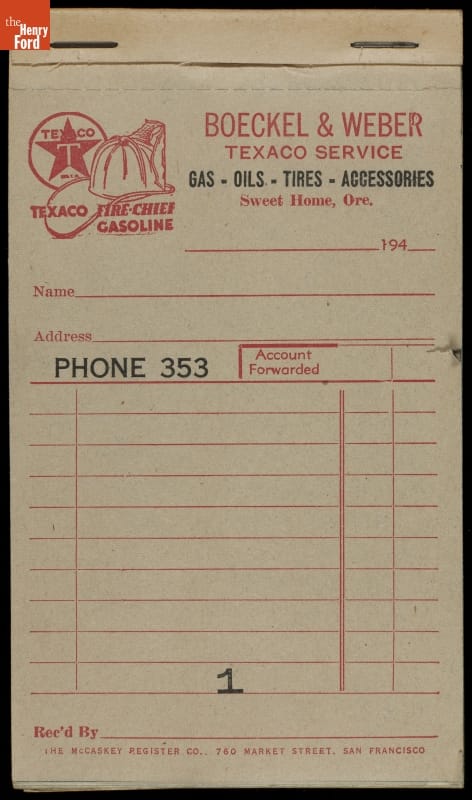 the
Henry
Ford
TEXACO
T
TEXACO FIRE-CHIEF
GASOLINE
BOECKEL & WEBER
TEXACO SERVICE
GAS - OILS - TIRES - ACCESSORIES
Sweet Home, Ore.
194
Name
Address
PHONE 353
Account
Forwarded
1
Rec'd By
THE McCASKEY REGISTER CO., 760 MARKET STREET, SAN FRANCISCO